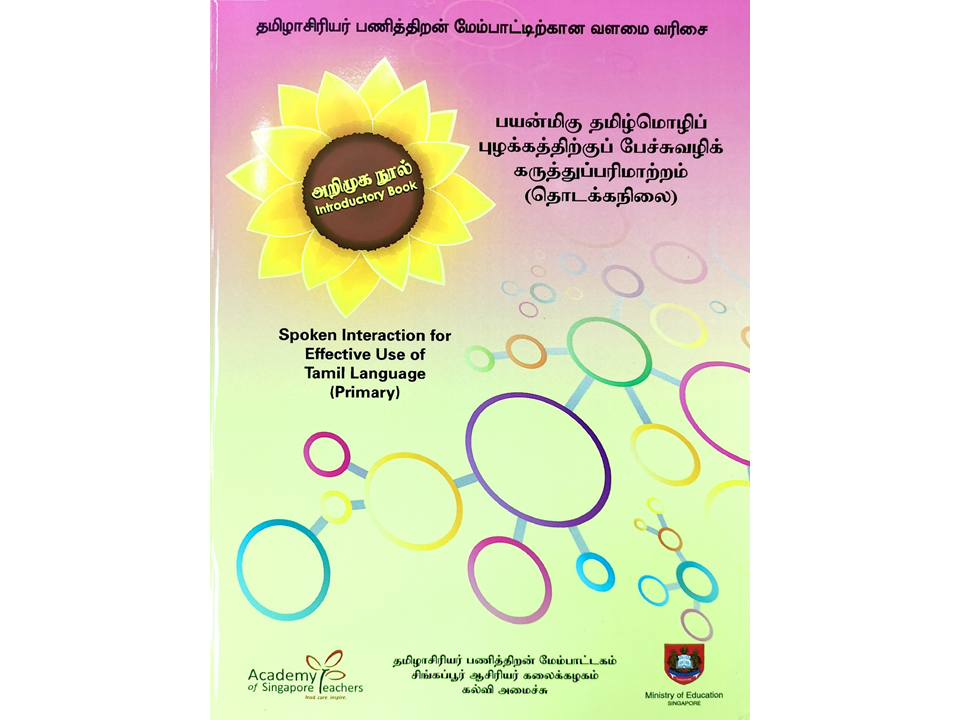 தமிழாசிரியர் பணித்திறன் மேம்பாட்டிற்கான வளமை வரிசை
அறிமுக நூல்
Introductory Book
பயன்மிகு தமிழ்மொழிப்
புழக்கத்திற்குப் பேச்சுவழிக்
கருத்துப்பரிமாற்றம்
(தொடக்கநிலை)
Spoken Interaction for
Effective Use of
Tamil Language
(Primary)
Academy
of Singapore Teachers
lead. care. inspire.
தமிழாசிரியர் பணித்திறன் மேம்பாட்டகம்
சிங்கப்பூர் ஆசிரியர் கலைக்கழகம்
கல்வி அமைச்சு
Ministry of Education
SINGAPORE